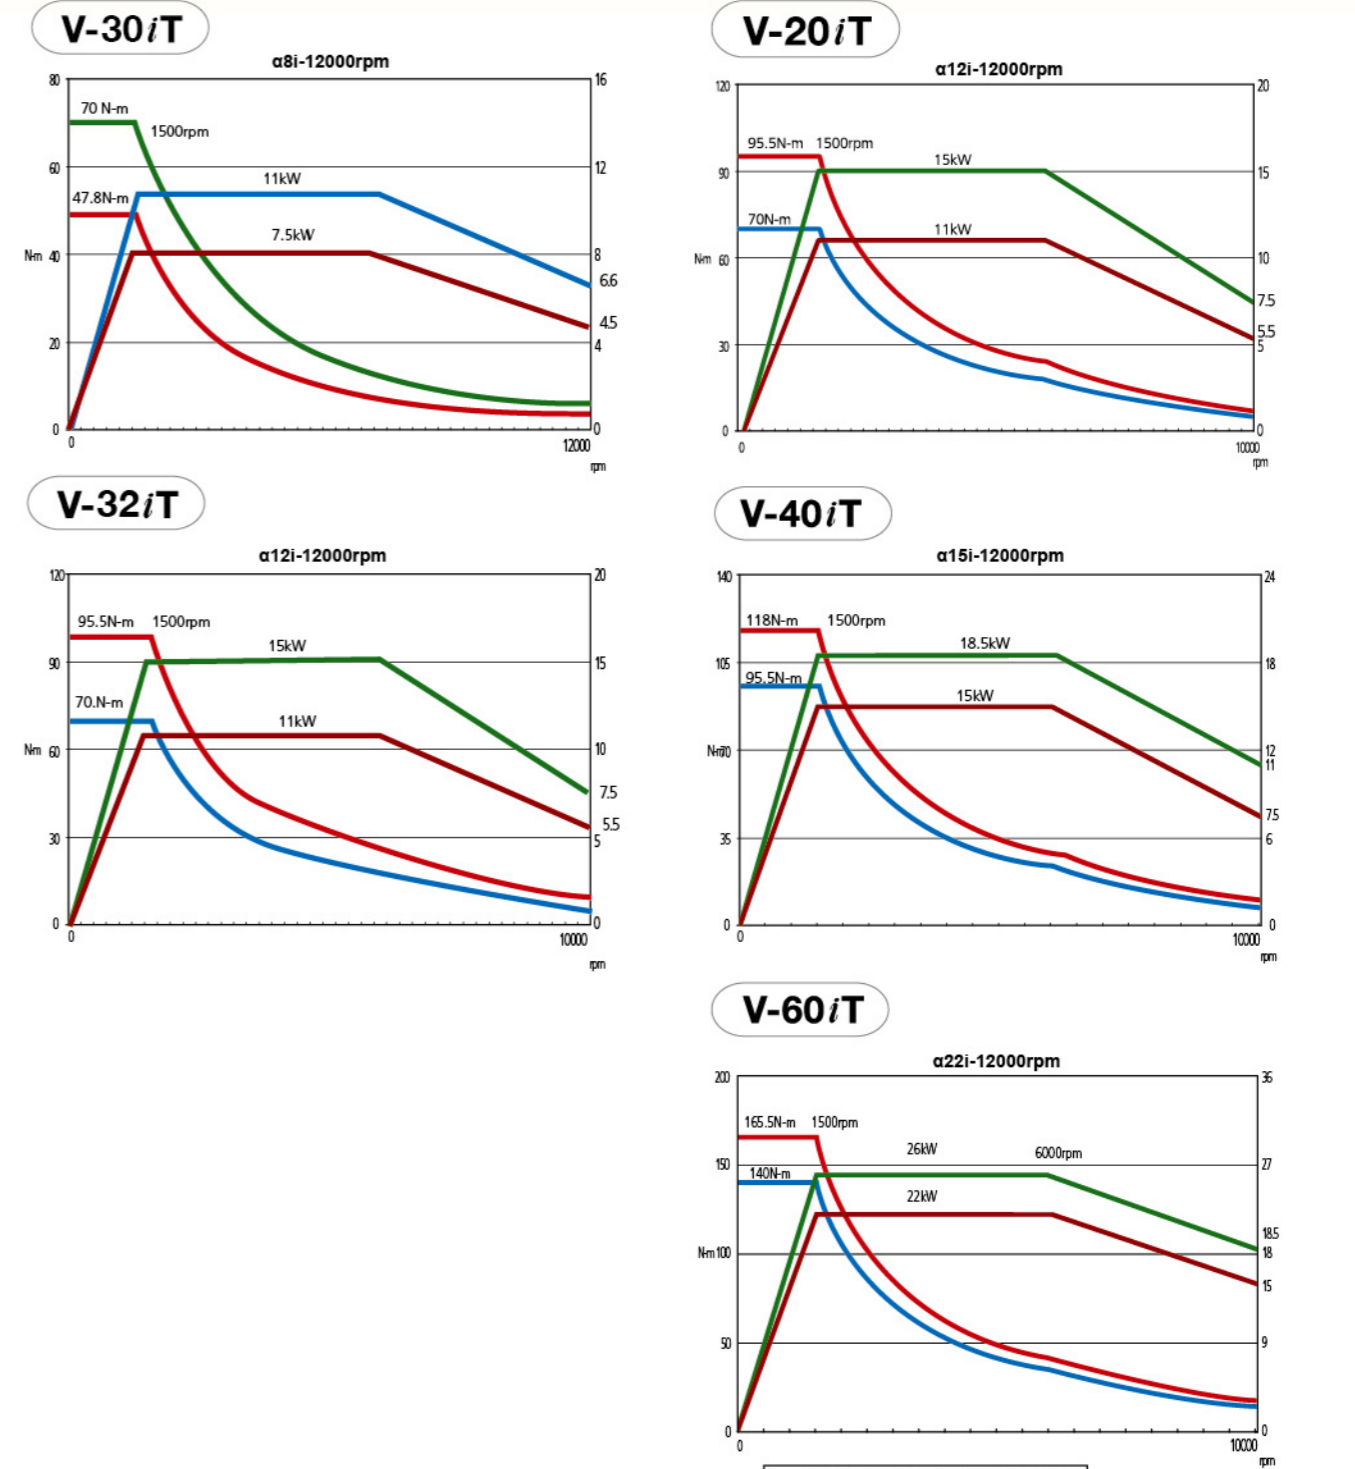 V-30iT
α8i-12000rpm
80
16
70 N-m
1500rpm
60
12
11kW
47.8N-m
7.5kW
N-m
40
8
6.6
4.5
20
4
0
0
0
12000
rpm
V-20iT
α12i-12000rpm
120
20
95.5N-m
1500rpm
15kW
90
15
70N-m
11kW
N-m
60
10
7.5
5.5
30
5
0
0
0
10000
rpm
V-32iT
α12i-12000rpm
120
20
95.5N-m
1500rpm
15kW
90
15
70.N-m
11kW
N-m
60
10
7.5
5.5
30
5
0
0
0
10000
rpm
V-40iT
α15i-12000rpm
140
24
118N-m
1500rpm
18.5kW
105
18
95.5N-m
15kW
N-m
70
12
11
7.5
35
6
0
0
0
10000
rpm
V-60iT
α22i-12000rpm
200
36
165.5N-m
1500rpm
26kW
6000rpm
150
27
140N-m
22kW
18.5
N-m
100
18
15
50
9
0
0
0
10000
rpm